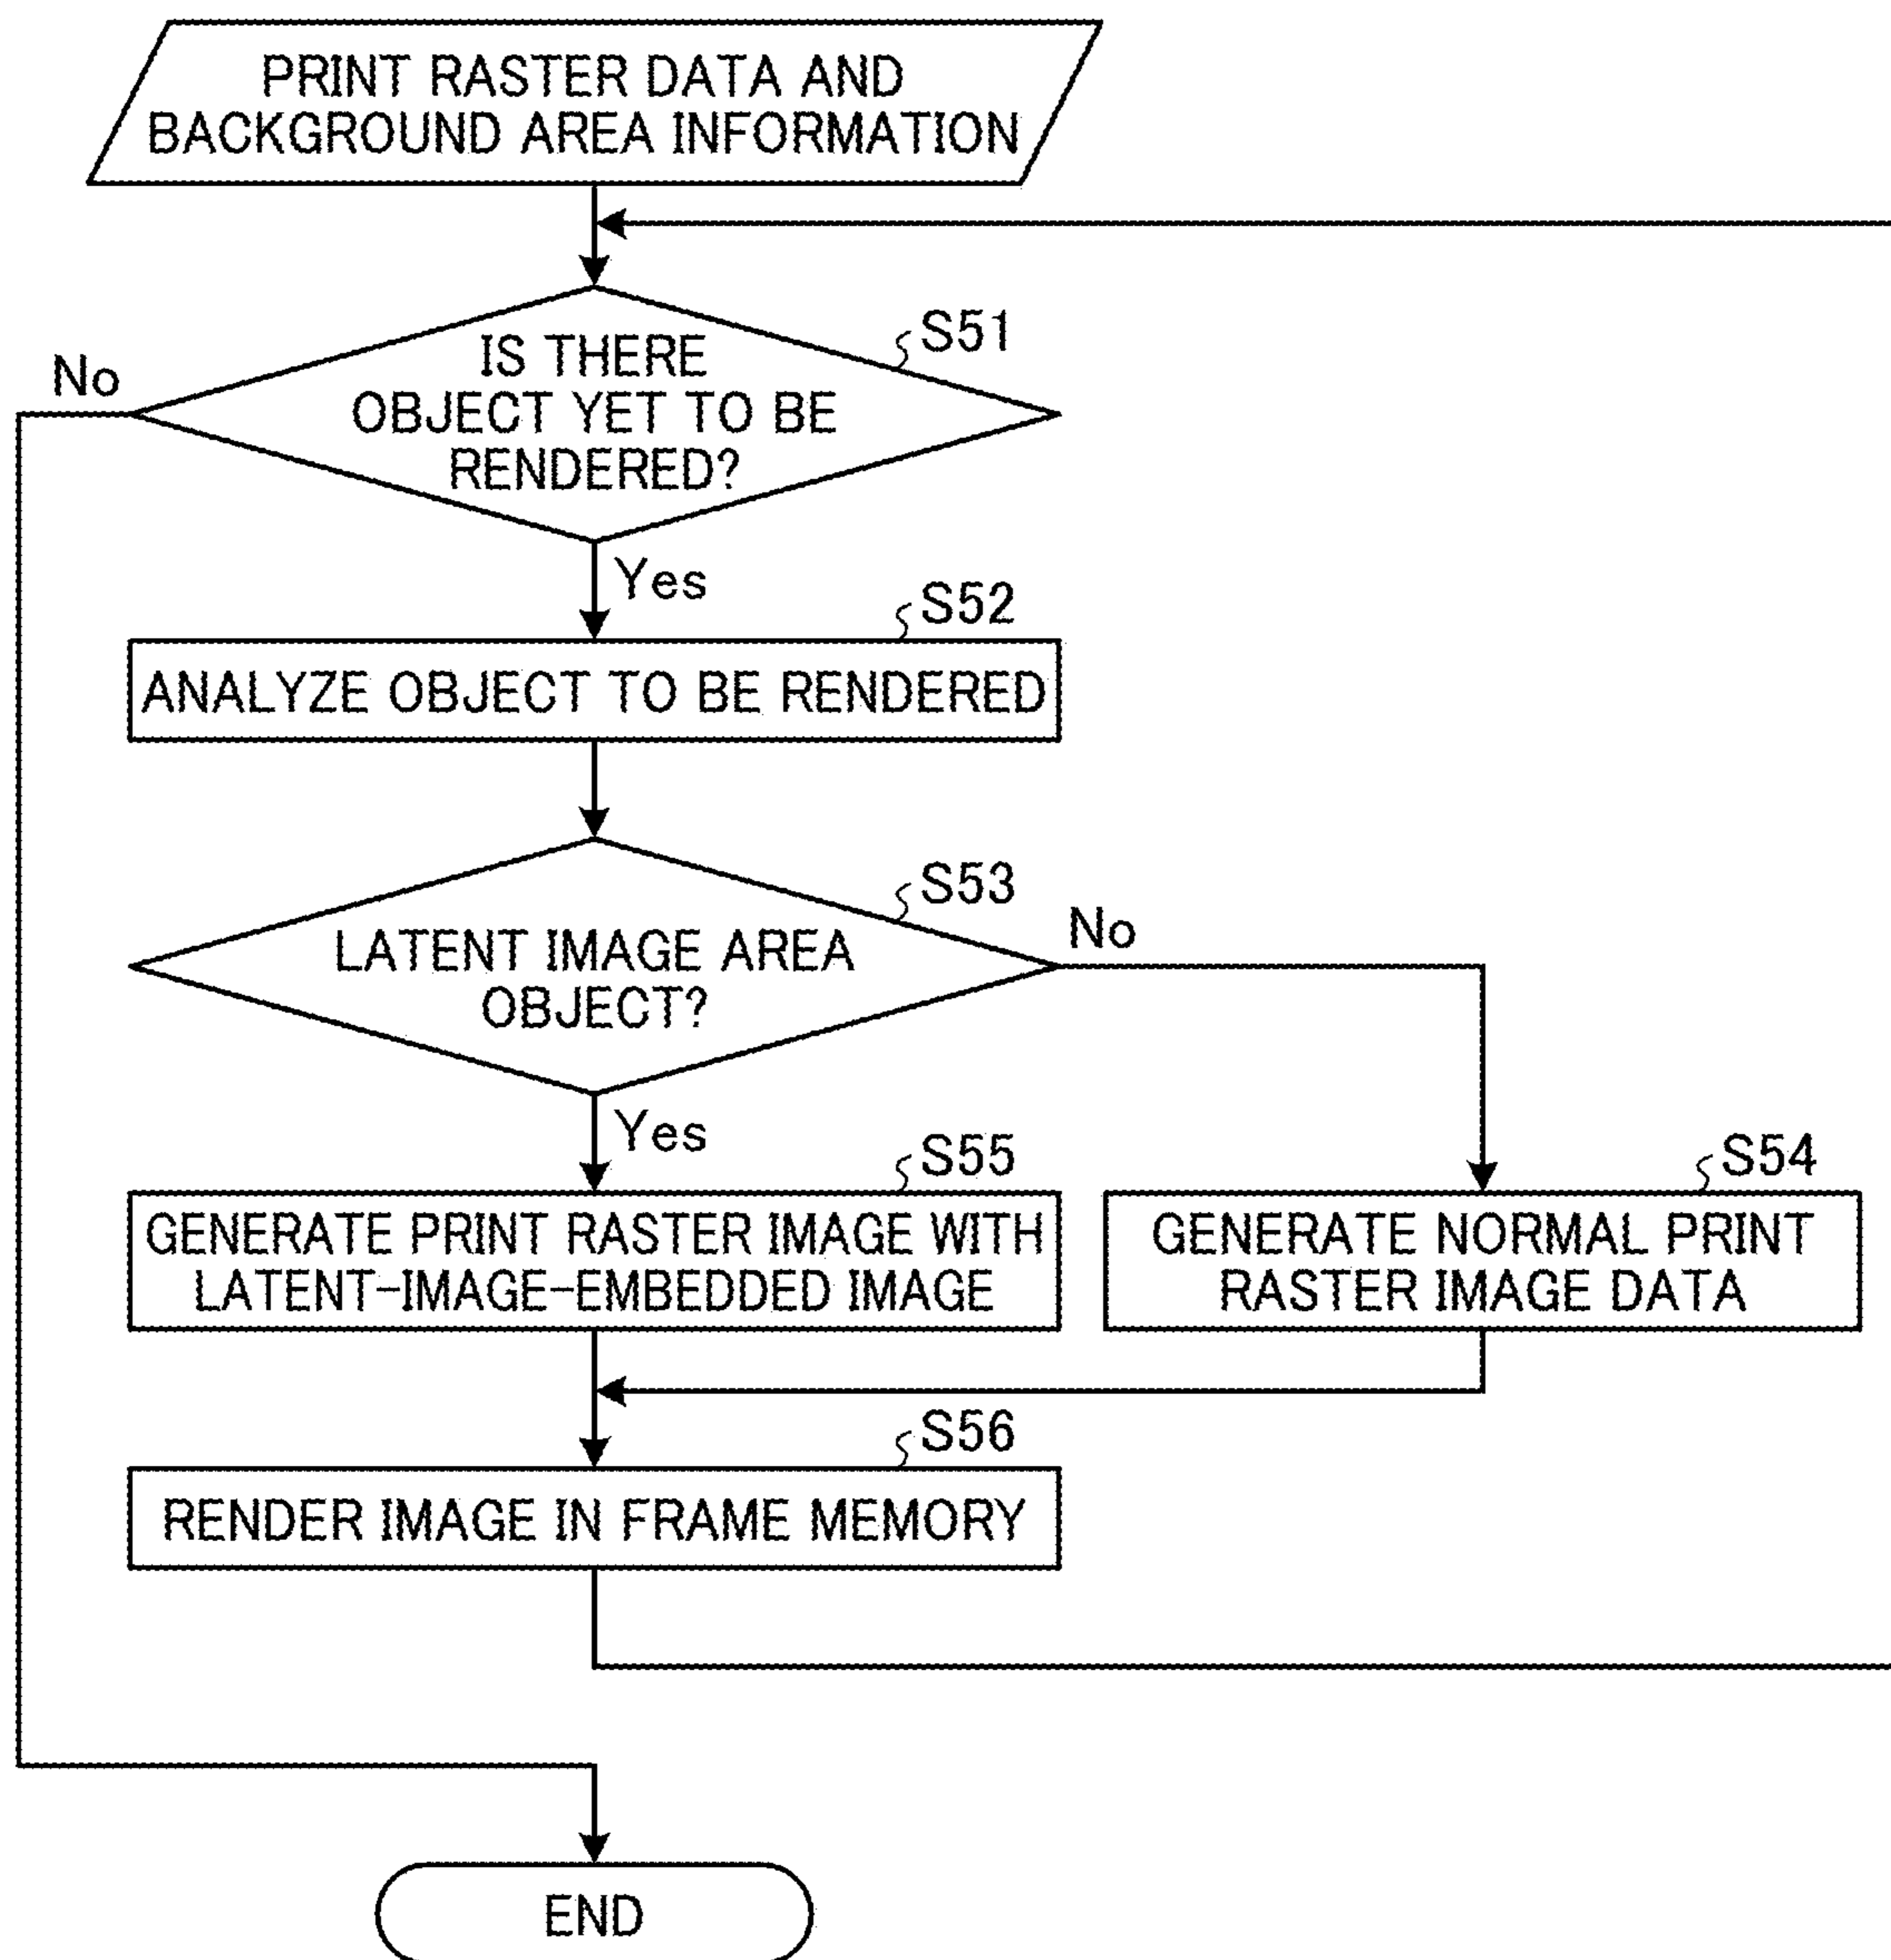 PRINT RASTER DATA AND
BACKGROUND AREA INFORMATION
S51
No
IS THERE
OBJECT YET TO BE
RENDERED?
Yes
S52
ANALYZE OBJECT TO BE RENDERED
S53
No
LATENT IMAGE AREA
OBJECT?
Yes
S55
S54
GENERATE PRINT RASTER IMAGE WITH
LATENT-IMAGE-EMBEDDED IMAGE
GENERATE NORMAL PRINT
RASTER IMAGE DATA
S56
RENDER IMAGE IN FRAME MEMORY
END